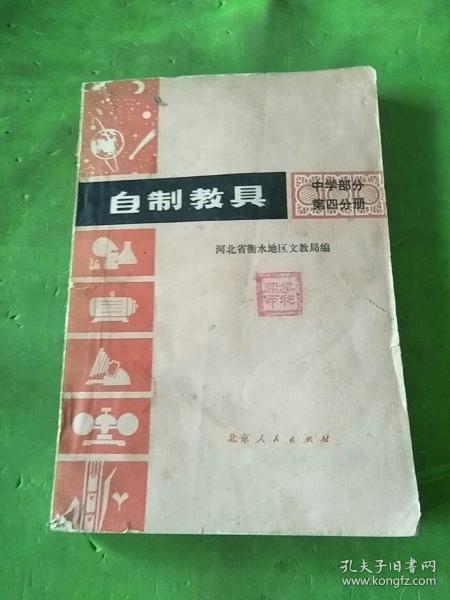 自制教具
中学部分
第四分册
河北省衡水地区文教局编
北京人民出版社
孔夫子旧书网
www.kongfz.com